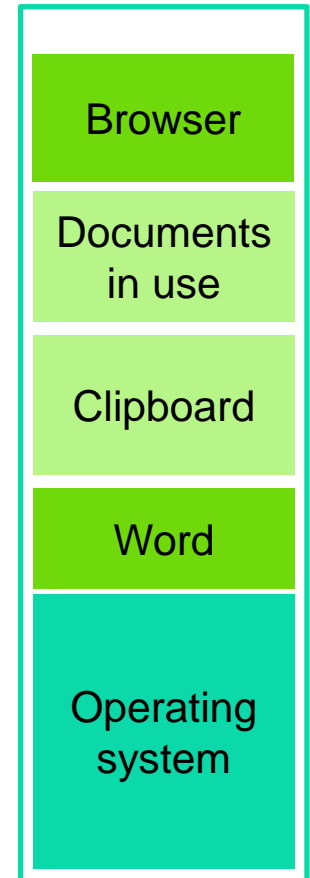 Browser
Documents
in use
Clipboard
Word
Operating
system